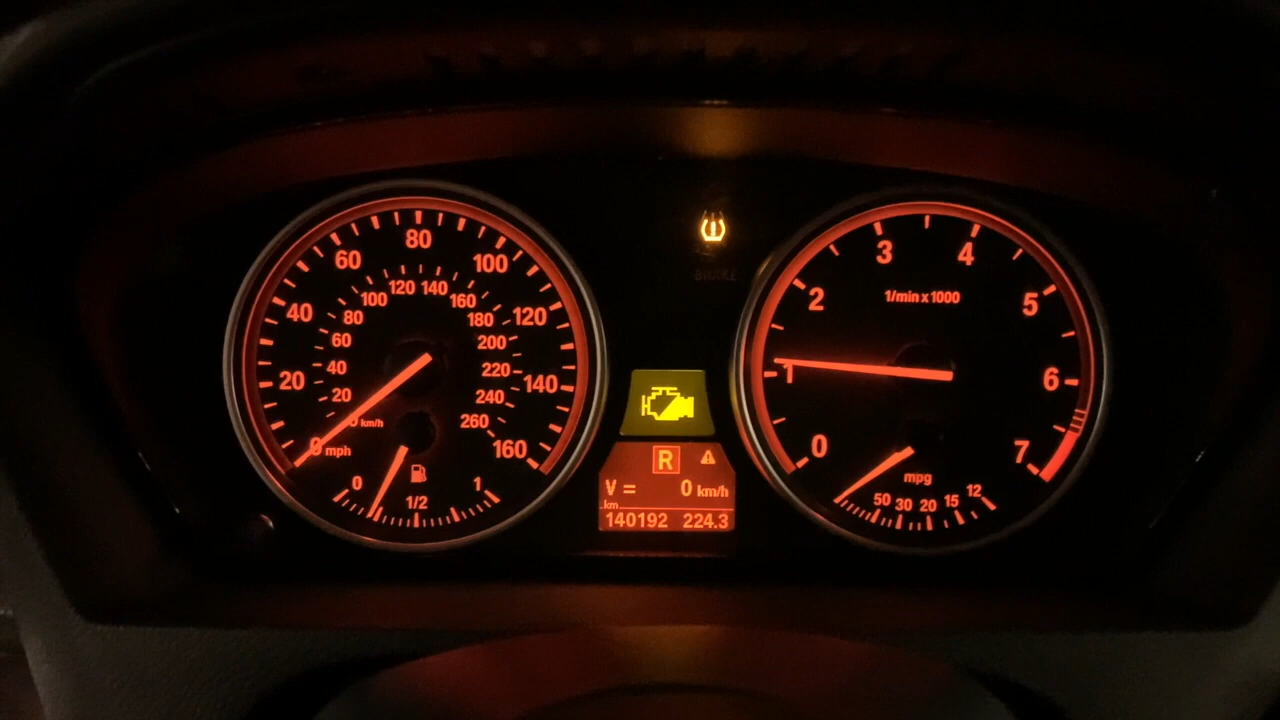 20 40 60 80 100 120 140 160
0 mph
20 40 60 80 100 120 140 160 180 200 220 240 260
km/h
0 1/2 1
BRAKE
R
V = 0 km/h
km
140192 224.3
0 1 2 3 4 5 6 7
1/min x 1000
mpg
50 30 20 15 12